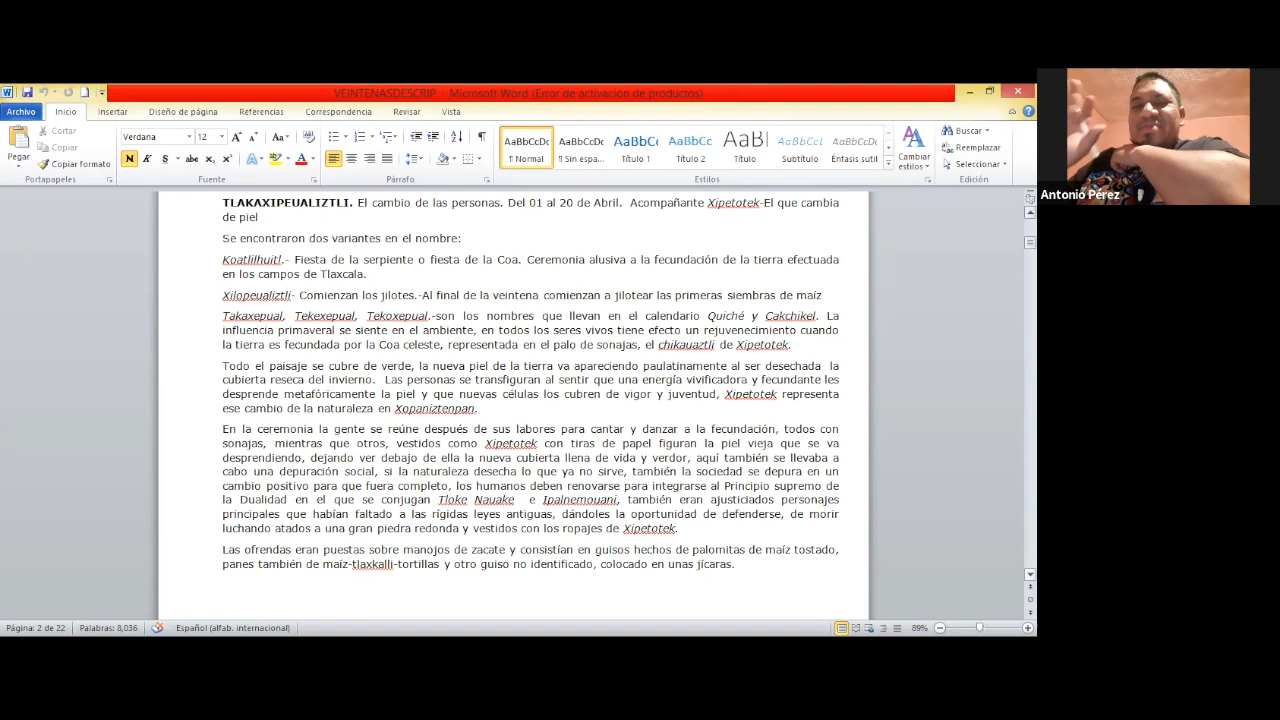 VEINTENASDESCRIP - Microsoft Word (Error de activación de productos)
Archivo Inicio Insertar Diseño de página Referencias Correspondencia Revisar Vista
Pegar
Cortar
Copiar
Copiar formato
Portapapeles
Verdana 12
Fuente
Párrafo
AaBbCcDc AaBbCcDc AaBbC AaBbCc AaBl AaBbCc AaBbCcDc
¶ Normal ¶ Sin espa... Título 1 Título 2 Título Subtítulo Énfasis sutil
Estilos
Cambiar estilos
Buscar
Reemplazar
Seleccionar
Edición
TLAKAXIPEUALIZTLI. El cambio de las personas. Del 01 al 20 de Abril. Acompañante Xipetotek-El que cambia
de piel
Se encontraron dos variantes en el nombre:
Koatlilhuitl.- Fiesta de la serpiente o fiesta de la Coa. Ceremonia alusiva a la fecundación de la tierra efectuada
en los campos de Tlaxcala.
Xilopeualiztli- Comienzan los jilotes.-Al final de la veintena comienzan a jilotear las primeras siembras de maíz
Takaxepual, Tekexepual, Tekoxepual.-son los nombres que llevan en el calendario Quiché y Cakchikel. La
influencia primaveral se siente en el ambiente, en todos los seres vivos tiene efecto un rejuvenecimiento cuando
la tierra es fecundada por la Coa celeste, representada en el palo de sonajas, el chikauaztli de Xipetotek.
Todo el paisaje se cubre de verde, la nueva piel de la tierra va apareciendo paulatinamente al ser desechada la
cubierta reseca del invierno. Las personas se transfiguran al sentir que una energía vivificadora y fecundante les
desprende metafóricamente la piel y que nuevas células los cubren de vigor y juventud, Xipetotek representa
ese cambio de la naturaleza en Xopaniztenpan.
En la ceremonia la gente se reúne después de sus labores para cantar y danzar a la fecundación, todos con
sonajas, mientras que otros, vestidos como Xipetotek con tiras de papel figuran la piel vieja que se va
desprendiendo, dejando ver debajo de ella la nueva cubierta llena de vida y verdor, aquí también se llevaba a
cabo una depuración social, si la naturaleza desecha lo que ya no sirve, también la sociedad se depura en un
cambio positivo para que fuera completo, los humanos deben renovarse para integrarse al Principio supremo de
la Dualidad en el que se conjugan Tloke Nauake e Ipalnemouani, también eran ajusticiados personajes
principales que habían faltado a las rígidas leyes antiguas, dándoles la oportunidad de defenderse, de morir
luchando atados a una gran piedra redonda y vestidos con los ropajes de Xipetotek.
Las ofrendas eran puestas sobre manojos de zacate y consistían en guisos hechos de palomitas de maíz tostado,
panes también de maíz-tlaxkalli-tortillas y otro guiso no identificado, colocado en unas jícaras.
Página: 2 de 22 Palabras: 8,036 Español (alfab. internacional) 89%
Antonio Pérez